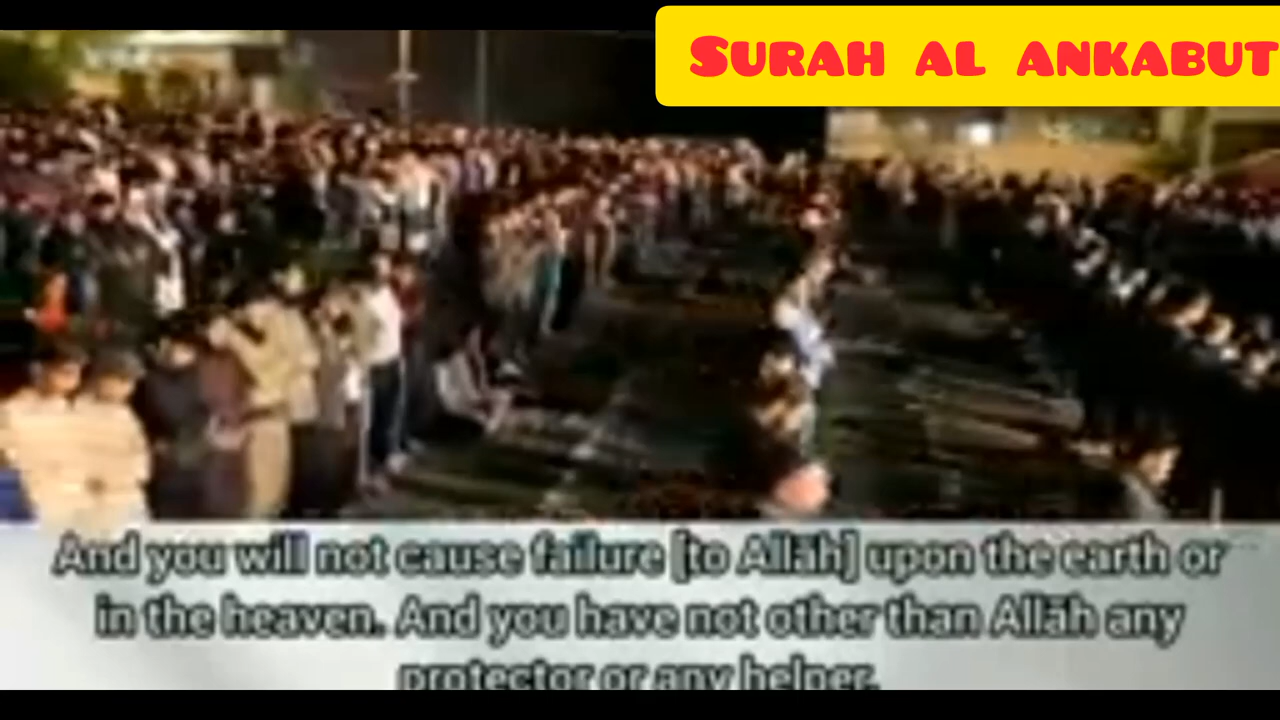 SURAH AL ANKABUT
And you will not cause failure [to Allāh] upon the earth or
in the heaven. And you have not other than Allāh any
protector or any helper.